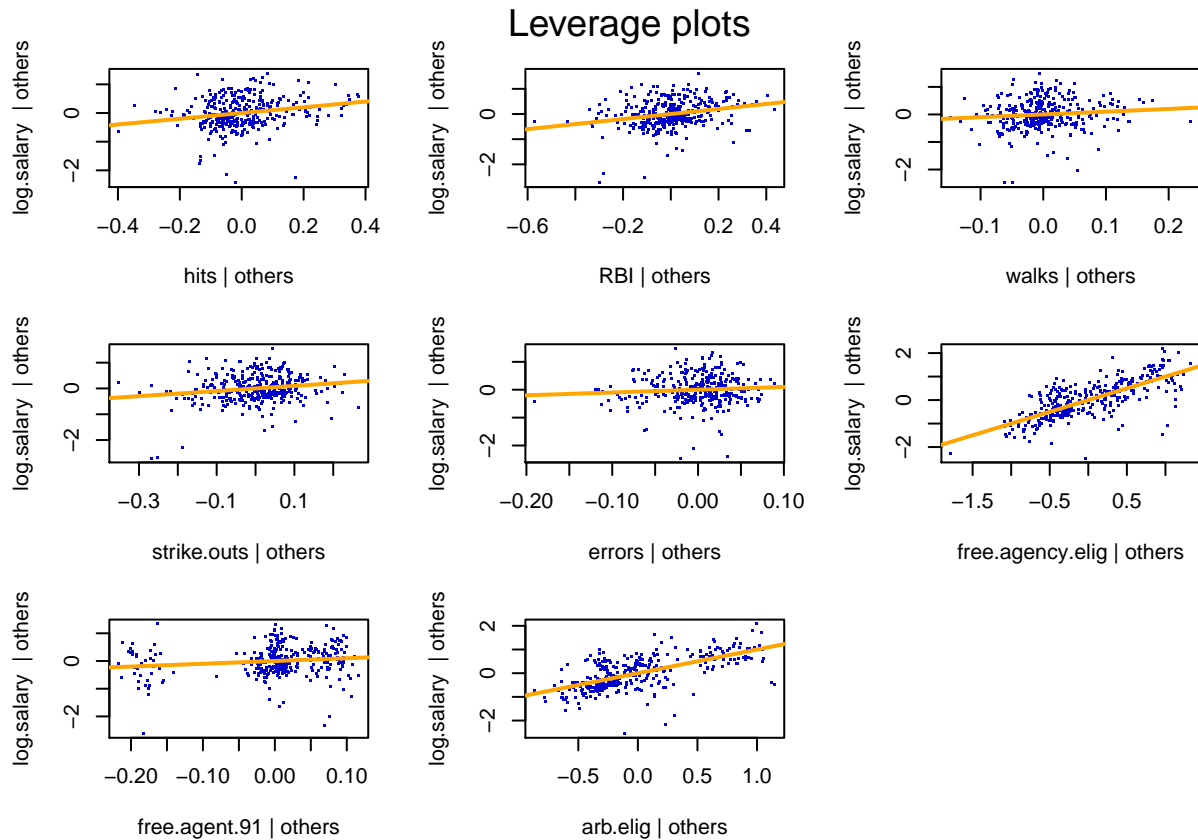 Leverage plots
log.salary | others
0
−2
−0.4 −0.2 0.0 0.2 0.4
hits | others
log.salary | others
0
−2
−0.6 −0.2 0.2 0.4
RBI | others
log.salary | others
0
−2
−0.1 0.0 0.1 0.2
walks | others
log.salary | others
0
−2
−0.3 −0.1 0.1
strike.outs | others
log.salary | others
0
−2
−0.20 −0.10 0.00 0.10
errors | others
log.salary | others
2
0
−2
−1.5 −0.5 0.5
free.agency.elig | others
log.salary | others
0
−2
−0.20 −0.10 0.00 0.10
free.agent.91 | others
log.salary | others
2
0
−2
−0.5 0.0 0.5 1.0
arb.elig | others